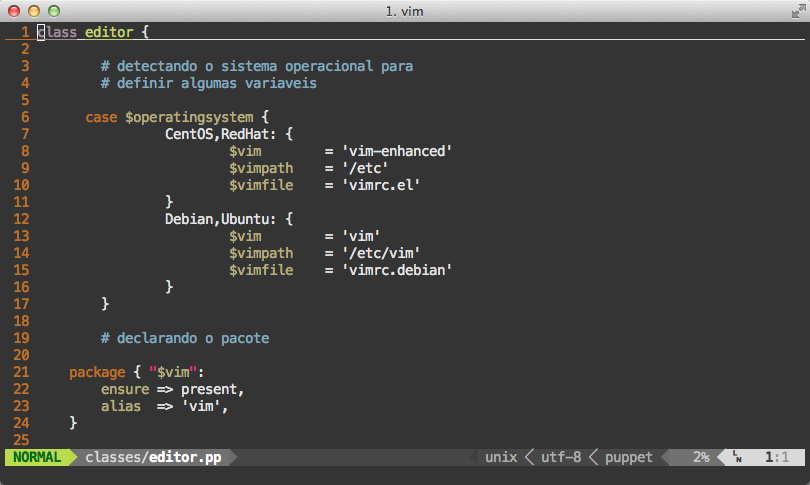 1. vim
1 class editor {
2
3         # detectando o sistema operacional para
4         # definir algumas variaveis
5
6       case $operatingsystem {
7                 CentOS,RedHat: {
8                         $vim        = 'vim-enhanced'
9                         $vimpath    = '/etc'
10                         $vimfile    = 'vimrc.el'
11                 }
12                 Debian,Ubuntu: {
13                         $vim        = 'vim'
14                         $vimpath    = '/etc/vim'
15                         $vimfile    = 'vimrc.debian'
16                 }
17         }
18
19         # declarando o pacote
20
21     package { "$vim":
22         ensure => present,
23         alias  => 'vim',
24     }
25
NORMAL classes/editor.pp unix utf-8 puppet 2% LN 1:1